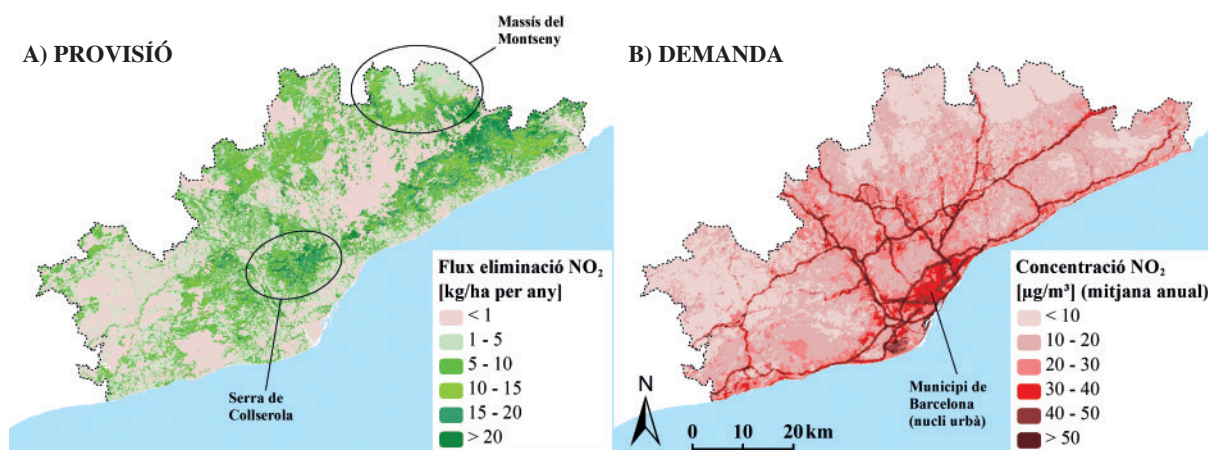 Massís del
Montseny
A) PROVISÍÓ
B) DEMANDA
Flux eliminació NO₂
[kg/ha per any]
< 1
1 - 5
5 - 10
10 - 15
15 - 20
> 20
Serra de
Collserola
Concentració NO₂
[µg/m³] (mitjana anual)
< 10
10 - 20
20 - 30
30 - 40
40 - 50
> 50
Municipi de
Barcelona
(nucli urbà)
N
0 10 20 km